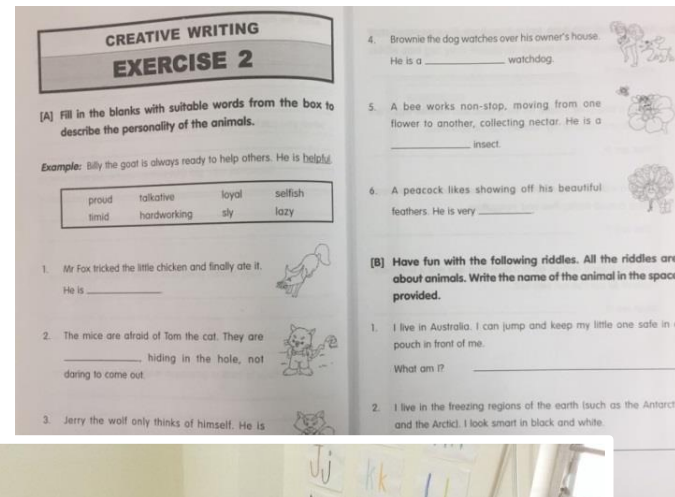 CREATIVE WRITING
EXERCISE 2
[A] Fill in the blanks with suitable words from the box to
describe the personality of the animals.
Example: Billy the goat is always ready to help others. He is helpful.
proud talkative loyal selfish
timid hardworking sly lazy
1. Mr Fox tricked the little chicken and finally ate it.
He is
2. The mice are afraid of Tom the cat. They are
hiding in the hole, not
daring to come out.
3. Jerry the wolf only thinks of himself. He is
4. Brownie the dog watches over his owner's house.
He is a watchdog.
5. A bee works non-stop, moving from one
flower to another, collecting nectar. He is a
insect.
6. A peacock likes showing off his beautiful
feathers. He is very
[B] Have fun with the following riddles. All the riddles are
about animals. Write the name of the animal in the space
provided.
1. I live in Australia. I can jump and keep my little one safe in
pouch in front of me.
What am I?
2. I live in the freezing regions of the earth (such as the Antarct
and the Arctic). I look smart in black and white.
Jj kk